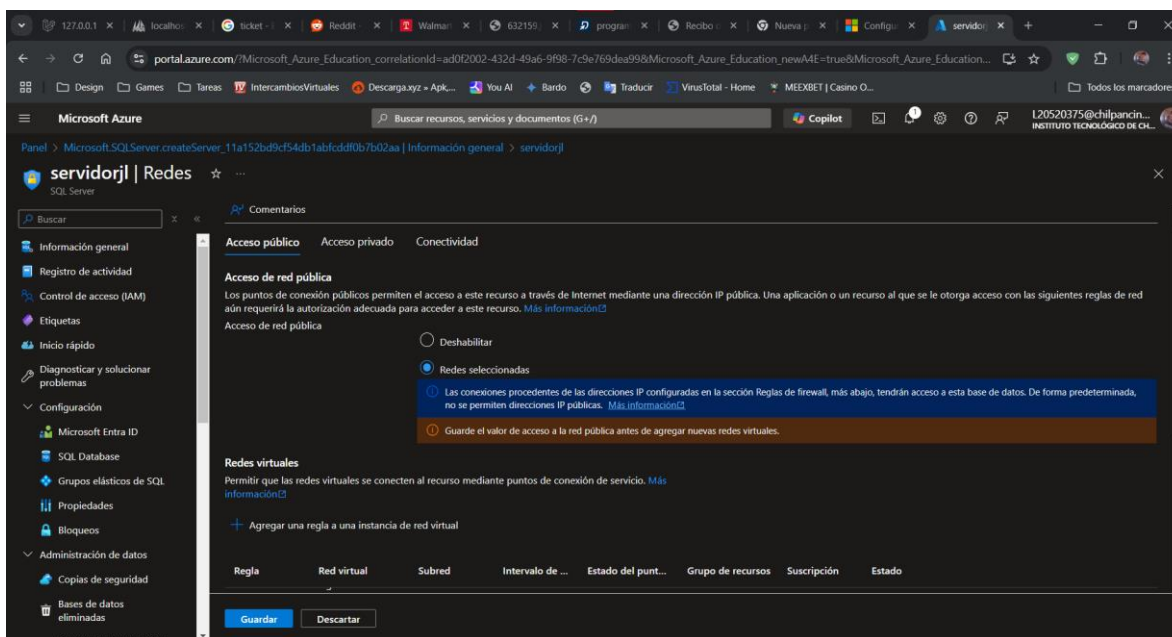 127.0.0.1
localhos
ticket -
Reddit -
Walmar
632159
program
Recibo
Nueva p
Configu
servidor
portal.azure.com/?Microsoft_Azure_Education_correlationId=ad0f2002-432d-49a6-9f98-7c9e769dea99&Microsoft_Azure_Education_newA4E=true&Microsoft_Azure_Education...
Design
Games
Tareas
IntercambiosVirtuales
Descarga.xyz » Apk,...
You AI
Bardo
Traducir
VirusTotal - Home
MEEXBET | Casino O...
Todos los marcadore
Microsoft Azure
Buscar recursos, servicios y documentos (G+/)
Copilot
1
L20520375@chilpancin...
INSTITUTO TECNOLÓGICO DE CH...
Panel > Microsoft.SQLServer.createServer_11a152bd9cf54db1abfcddf0b7b02aa | Información general > servidorjl
servidorjl | Redes
SQL Server
Buscar
Información general
Registro de actividad
Control de acceso (IAM)
Etiquetas
Inicio rápido
Diagnosticar y solucionar
problemas
Configuración
Microsoft Entra ID
SQL Database
Grupos elásticos de SQL
Propiedades
Bloqueos
Administración de datos
Copias de seguridad
Bases de datos
eliminadas
Comentarios
Acceso público
Acceso privado
Conectividad
Acceso de red pública
Los puntos de conexión públicos permiten el acceso a este recurso a través de Internet mediante una dirección IP pública. Una aplicación o un recurso al que se le otorga acceso con las siguientes reglas de red
aún requerirá la autorización adecuada para acceder a este recurso. Más información
Acceso de red pública
Deshabilitar
Redes seleccionadas
Las conexiones procedentes de las direcciones IP configuradas en la sección Reglas de firewall, más abajo, tendrán acceso a esta base de datos. De forma predeterminada,
no se permiten direcciones IP públicas. Más información
Guarde el valor de acceso a la red pública antes de agregar nuevas redes virtuales.
Redes virtuales
Permitir que las redes virtuales se conecten al recurso mediante puntos de conexión de servicio. Más
información
Agregar una regla a una instancia de red virtual
Regla
Red virtual
Subred
Intervalo de ...
Estado del punt...
Grupo de recursos
Suscripción
Estado
Guardar
Descartar